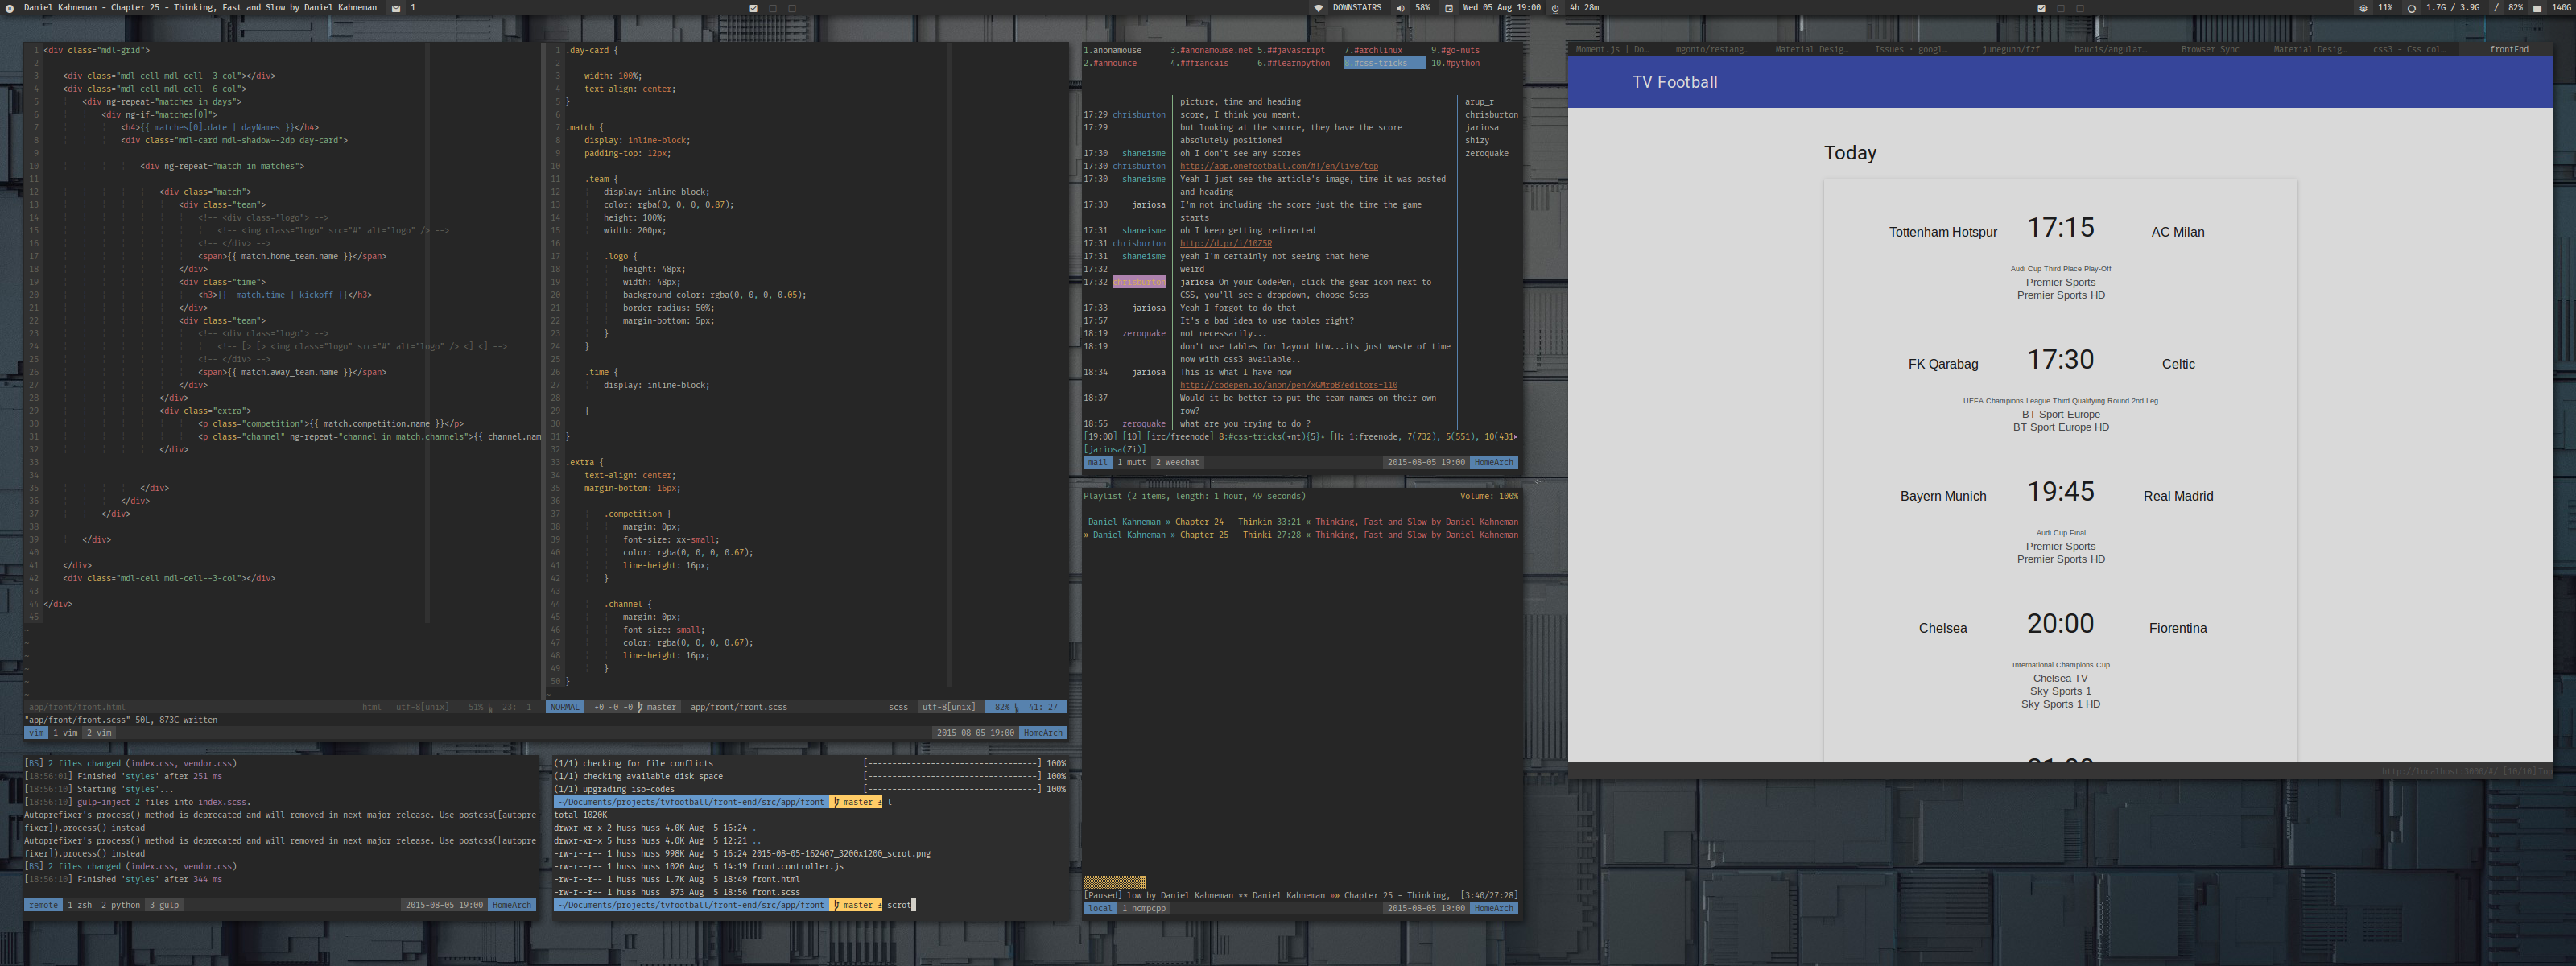 Daniel Kahneman - Chapter 25 - Thinking, Fast and Slow by Daniel Kahneman 1
DOWNSTAIRS 58% Wed 05 Aug 19:00 4h 28m
11% 1.7G / 3.9G / 82% 140G
1 <div class="mdl-grid">
2
3 <div class="mdl-cell mdl-cell--3-col"></div>
4 <div class="mdl-cell mdl-cell--6-col">
5 <div ng-repeat="matches in days">
6 <div ng-if="matches[0]">
7 <h4>{{ matches[0].date | dayNames }}</h4>
8 <div class="mdl-card mdl-shadow--2dp day-card">
9
10 <div ng-repeat="match in matches">
11
12 <div class="match">
13 <div class="team">
14 <!-- <div class="logo"> -->
15 <!-- <img class="logo" src="#" alt="logo" /> -->
16 <!-- </div> -->
17 <span>{{ match.home_team.name }}</span>
18 </div>
19 <div class="time">
20 <h3>{{  match.time | kickoff }}</h3>
21 </div>
22 <div class="team">
23 <!-- <div class="logo"> -->
24 <!-- [> [> <img class="logo" src="#" alt="logo" /> <] <] -->
25 <!-- </div> -->
26 <span>{{ match.away_team.name }}</span>
27 </div>
28 </div>
29 <div class="extra">
30 <p class="competition">{{ match.competition.name }}</p>
31 <p class="channel" ng-repeat="channel in match.channels">{{ channel.nam
32 </div>
33
34
35 </div>
36 </div>
37 </div>
38
39 </div>
40
41 </div>
42 <div class="mdl-cell mdl-cell--3-col"></div>
43
44 </div>
45
app/front/front.html html utf-8[unix] 51% 23: 1
1 .day-card {
2
3 width: 100%;
4 text-align: center;
5 }
6
7 .match {
8 display: inline-block;
9 padding-top: 12px;
10
11 .team {
12 display: inline-block;
13 color: rgba(0, 0, 0, 0.87);
14 height: 100%;
15 width: 200px;
16
17 .logo {
18 height: 48px;
19 width: 48px;
20 background-color: rgba(0, 0, 0, 0.05);
21 border-radius: 50%;
22 margin-bottom: 5px;
23 }
24 }
25
26 .time {
27 display: inline-block;
28
29 }
30
31 }
32
33 .extra {
34 text-align: center;
35 margin-bottom: 16px;
36
37 .competition {
38 margin: 0px;
39 font-size: xx-small;
40 color: rgba(0, 0, 0, 0.67);
41 line-height: 16px;
42 }
43
44 .channel {
45 margin: 0px;
46 font-size: small;
47 color: rgba(0, 0, 0, 0.67);
48 line-height: 16px;
49 }
50 }
NORMAL +0 ~0 -0 master app/front/front.scss scss utf-8[unix] 82% 41: 27
"app/front/front.scss" 50L, 873C written
vim 1 vim 2 vim 2015-08-05 19:00 HomeArch
[BS] 2 files changed (index.css, vendor.css)
[18:56:01] Finished 'styles' after 251 ms
[18:56:10] Starting 'styles'...
[18:56:10] gulp-inject 2 files into index.scss.
Autoprefixer's process() method is deprecated and will removed in next major release. Use postcss([autopre
fixer]).process() instead
Autoprefixer's process() method is deprecated and will removed in next major release. Use postcss([autopre
fixer]).process() instead
[BS] 2 files changed (index.css, vendor.css)
[18:56:10] Finished 'styles' after 344 ms
remote 1 zsh 2 python 3 gulp 2015-08-05 19:00 HomeArch
(1/1) checking for file conflicts [----------------------------------] 100%
(1/1) checking available disk space [----------------------------------] 100%
(1/1) upgrading iso-codes [----------------------------------] 100%
~/Documents/projects/tvfootball/front-end/src/app/front master ± l
total 1020K
drwxr-xr-x 2 huss huss 4.0K Aug 5 16:24 .
drwxr-xr-x 5 huss huss 4.0K Aug 5 12:21 ..
-rw-r--r-- 1 huss huss 998K Aug 5 16:24 2015-08-05-162407_3200x1200_scrot.png
-rw-r--r-- 1 huss huss 1020 Aug 5 14:19 front.controller.js
-rw-r--r-- 1 huss huss 1.7K Aug 5 18:49 front.html
-rw-r--r-- 1 huss huss 873 Aug 5 18:56 front.scss
~/Documents/projects/tvfootball/front-end/src/app/front master ± scrot
1.anonamouse 3.#anonamouse.net 5.##javascript 7.#archlinux 9.#go-nuts
2.#announce 4.##francais 6.##learnpython 8.#css-tricks 10.#python
picture, time and heading
17:29 chrisburton score, I think you meant.
17:29 but looking at the source, they have the score
absolutely positioned
17:30 shaneisme oh I don't see any scores
17:30 chrisburton http://app.onefootball.com/#!/en/live/top
17:30 shaneisme Yeah I just see the article's image, time it was posted
and heading
17:30 jariosa I'm not including the score just the time the game
starts
17:31 shaneisme oh I keep getting redirected
17:31 chrisburton http://d.pr/i/10Z5R
17:31 shaneisme yeah I'm certainly not seeing that hehe
17:32 weird
17:32 chrisburton jariosa On your CodePen, click the gear icon next to
CSS, you'll see a dropdown, choose Scss
17:33 jariosa Yeah I forgot to do that
17:57 It's a bad idea to use tables right?
18:19 zeroquake not necessarily...
18:19 don't use tables for layout btw...its just waste of time
now with css3 available..
18:34 jariosa This is what I have now
http://codepen.io/anon/pen/xGMrpB?editors=110
18:37 Would it be better to put the team names on their own
row?
18:55 zeroquake what are you trying to do ?
arup_r
chrisburton
jariosa
shizy
zeroquake
[19:00] [10] [irc/freenode] 8:#css-tricks(+nt){5}+ [H: 1:freenode, 7(732), 5(551), 10(431
[jariosa(Zi)]
mail 1 mutt 2 weechat 2015-08-05 19:00 HomeArch
Playlist (2 items, length: 1 hour, 49 seconds) Volume: 100%
Daniel Kahneman » Chapter 24 - Thinkin 33:21 « Thinking, Fast and Slow by Daniel Kahneman
» Daniel Kahneman » Chapter 25 - Thinki 27:28 « Thinking, Fast and Slow by Daniel Kahneman
[Paused] low by Daniel Kahneman ** Daniel Kahneman »» Chapter 25 - Thinking, [3:40/27:28]
local 1 ncmpcpp 2015-08-05 19:00 HomeArch
Moment.js | Do… mgonto/restang… Material Desig… Issues · googl… junegunn/fzf baucis/angular… Browser Sync Material Desig… css3 - Css col… frontEnd
TV Football
Today
Tottenham Hotspur 17:15 AC Milan
Audi Cup Third Place Play-Off
Premier Sports
Premier Sports HD
FK Qarabag 17:30 Celtic
UEFA Champions League Third Qualifying Round 2nd Leg
BT Sport Europe
BT Sport Europe HD
Bayern Munich 19:45 Real Madrid
Audi Cup Final
Premier Sports
Premier Sports HD
Chelsea 20:00 Fiorentina
International Champions Cup
Chelsea TV
Sky Sports 1
Sky Sports 1 HD
http://localhost:3000/#/ [10/10] Top